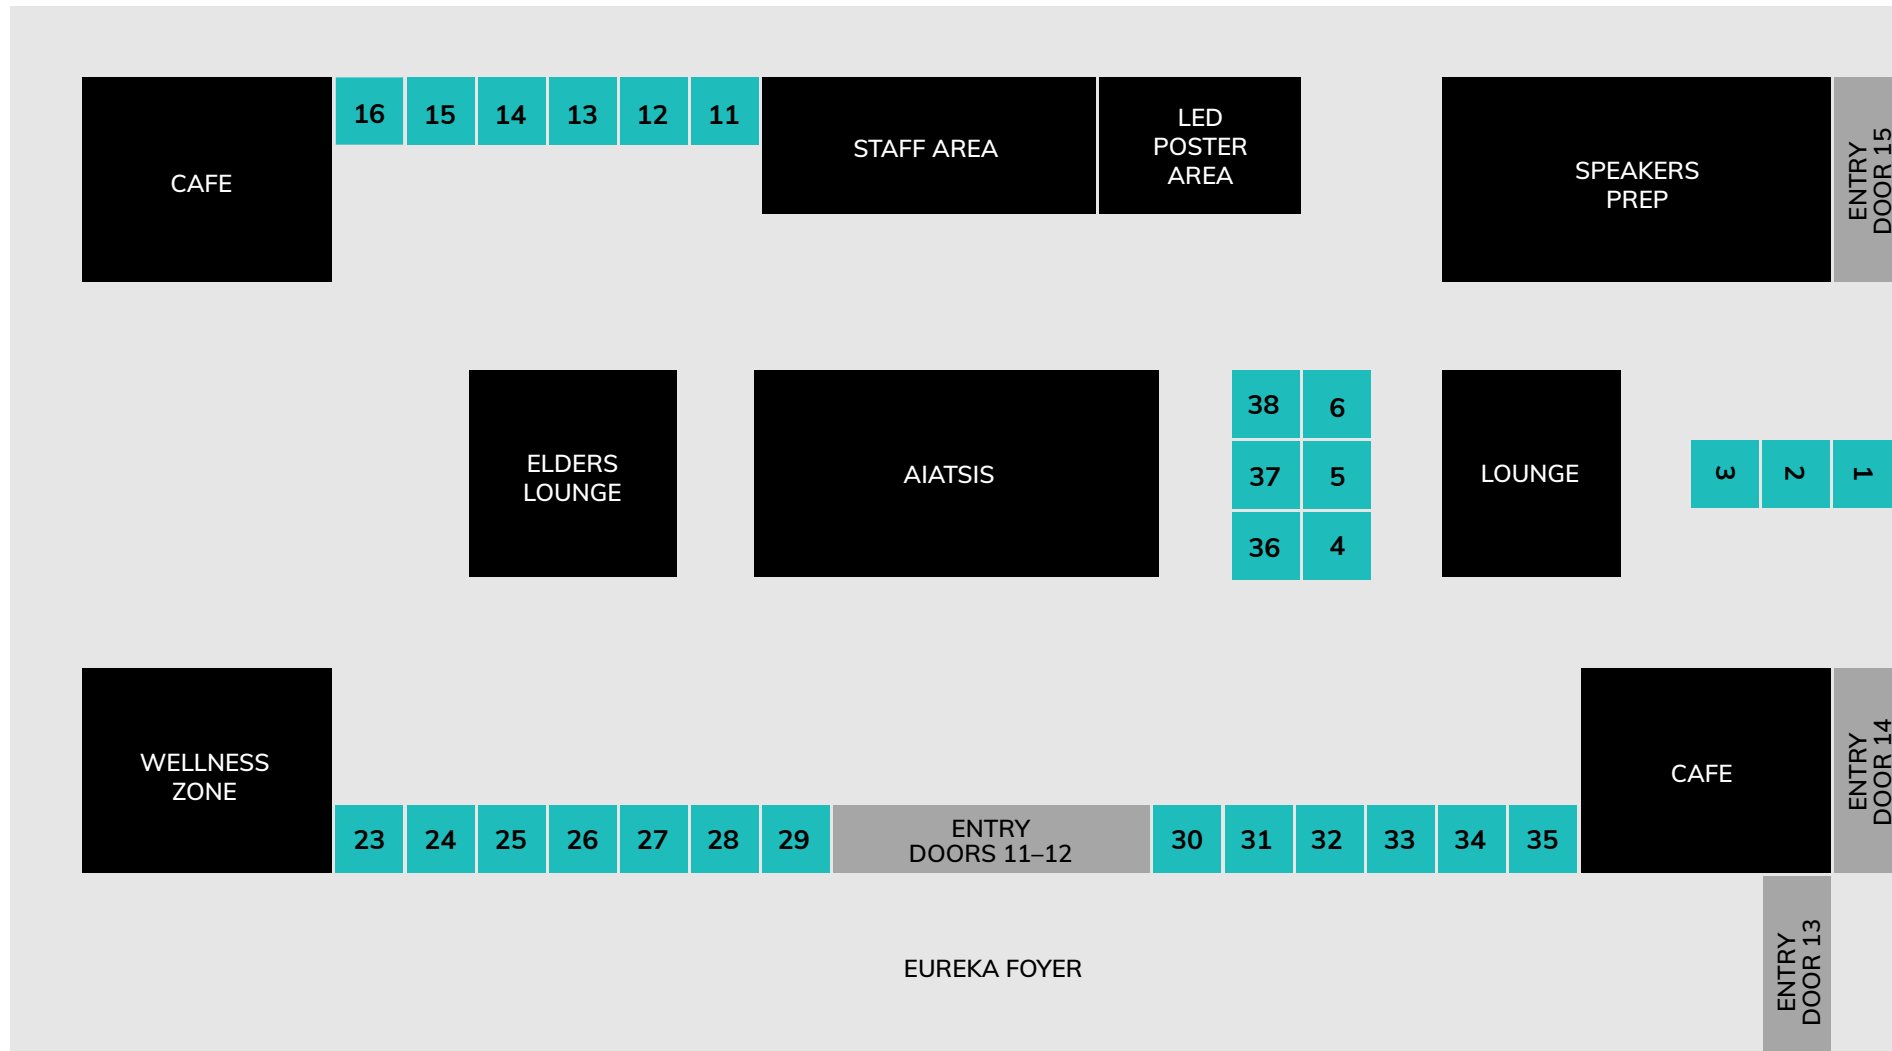 16 15 14 13 12 11
CAFE
STAFF AREA
LED
POSTER
AREA
SPEAKERS
PREP
ENTRY
DOOR 15
ELDERS
LOUNGE
AIATSIS
38 6
37 5
36 4
LOUNGE
3 2 1
WELLNESS
ZONE
23 24 25 26 27 28 29
ENTRY
DOORS 11–12
30 31 32 33 34 35
CAFE
ENTRY
DOOR 14
EUREKA FOYER
ENTRY
DOOR 13